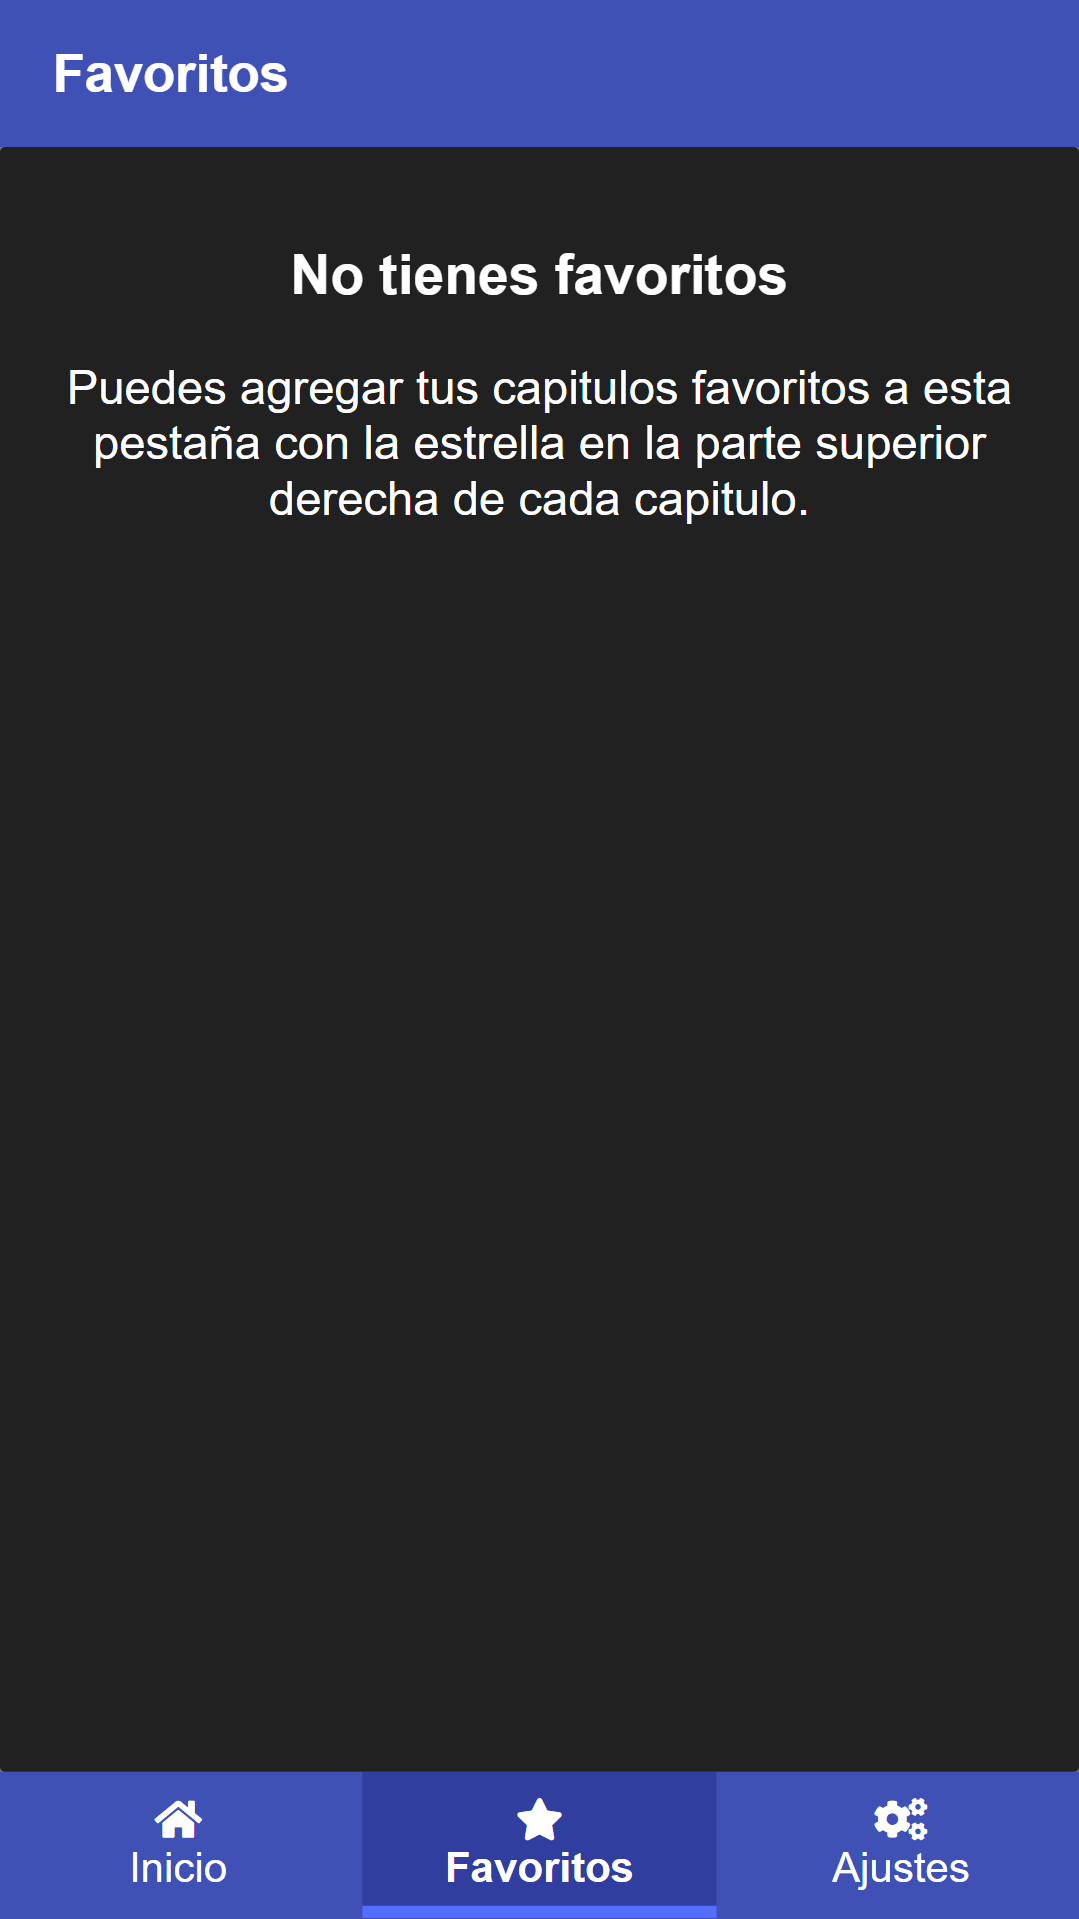 Favoritos
No tienes favoritos
Puedes agregar tus capitulos favoritos a esta
pestaña con la estrella en la parte superior
derecha de cada capitulo.
Inicio
Favoritos
Ajustes